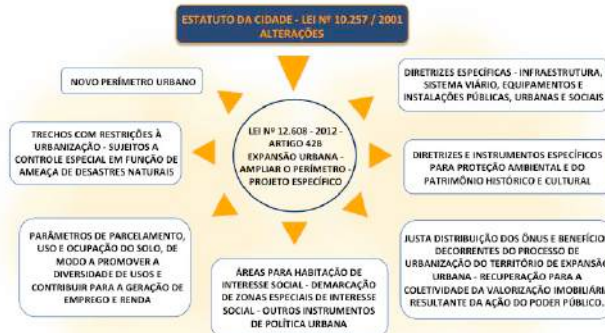 ESTATUTO DA CIDADE - LEI Nº 10.257 / 2001
ALTERAÇÕES
NOVO PERÍMETRO URBANO
DIRETRIZES ESPECÍFICAS - INFRAESTRUTURA,
SISTEMA VIÁRIO, EQUIPAMENTOS E
INSTALAÇÕES PÚBLICAS, URBANAS E SOCIAIS
TRECHOS COM RESTRIÇÕES À
URBANIZAÇÃO - SUJEITOS A
CONTROLE ESPECIAL EM FUNÇÃO DE
AMEAÇA DE DESASTRES NATURAIS
LEI Nº 12.608 - 2012 -
ARTIGO 42B
EXPANSÃO URBANA -
AMPLIAR O PERÍMETRO -
PROJETO ESPECÍFICO
DIRETRIZES E INSTRUMENTOS ESPECÍFICOS
PARA PROTEÇÃO AMBIENTAL E DO
PATRIMÔNIO HISTÓRICO E CULTURAL
PARÂMETROS DE PARCELAMENTO,
USO E OCUPAÇÃO DO SOLO, DE
MODO A PROMOVER A
DIVERSIDADE DE USOS E
CONTRIBUIR PARA A GERAÇÃO DE
EMPREGO E RENDA
ÁREAS PARA HABITAÇÃO DE
INTERESSE SOCIAL - DEMARCAÇÃO
DE ZONAS ESPECIAIS DE INTERESSE
SOCIAL - OUTROS INSTRUMENTOS
DE POLÍTICA URBANA
JUSTA DISTRIBUIÇÃO DOS ÔNUS E BENEFÍCIO
DECORRENTES DO PROCESSO DE
URBANIZAÇÃO DO TERRITÓRIO DE EXPANSÃO
URBANA - RECUPERAÇÃO PARA A
COLETIVIDADE DA VALORIZAÇÃO IMOBILIÁRIA
RESULTANTE DA AÇÃO DO PODER PÚBLICO.